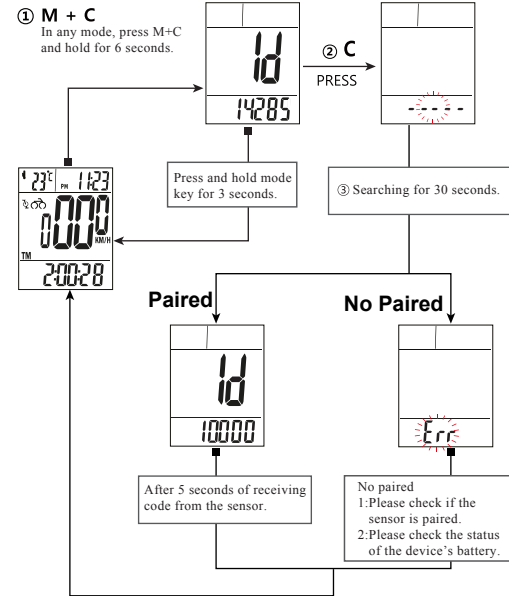 ① M + C
In any mode, press M+C
and hold for 6 seconds.
Id
14285
② C
PRESS
- - - - -
Press and hold mode
key for 3 seconds.
③ Searching for 30 seconds.
23°c PM 11:23
000 0
KM/H
TM
2:00:28
Paired
No Paired
Id
10000
Err
After 5 seconds of receiving
code from the sensor.
No paired
1:Please check if the
sensor is paired.
2:Please check the status
of the device's battery.